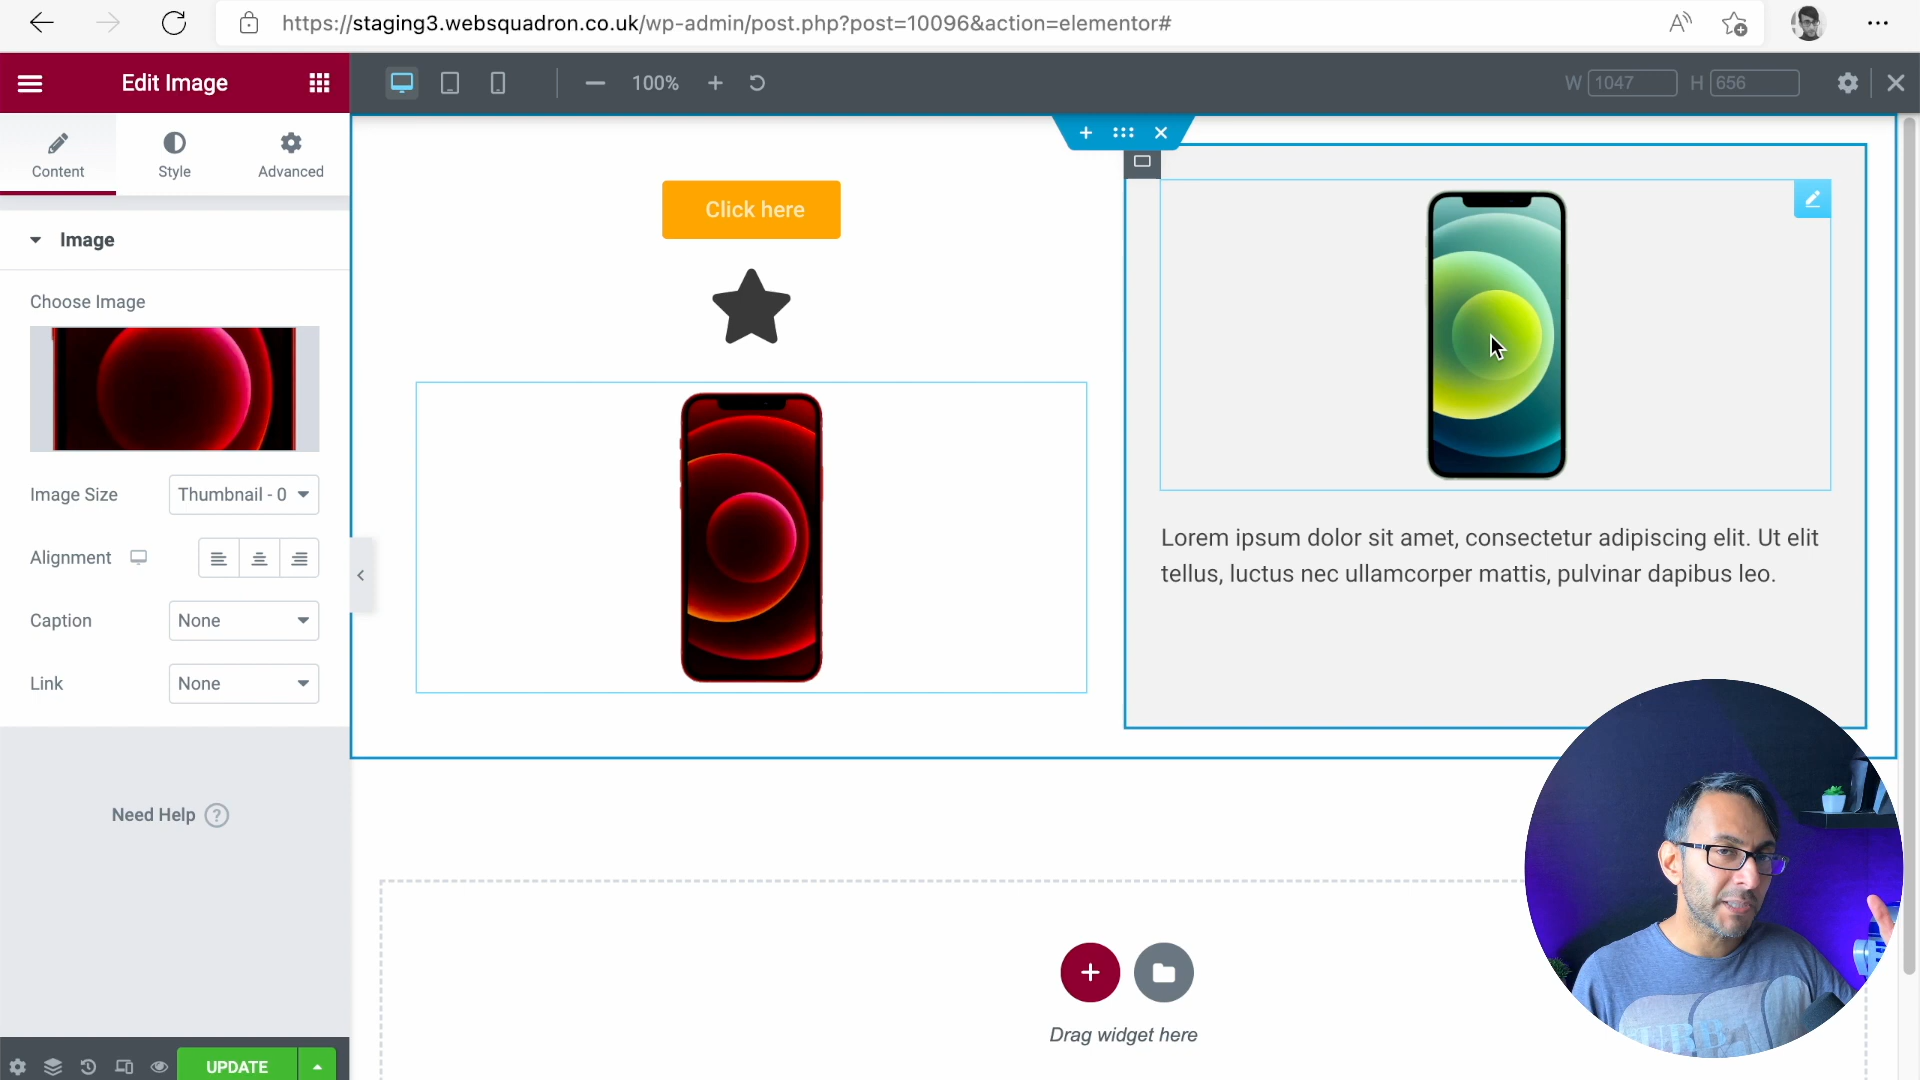 https://staging3.websquadron.co.uk/wp-admin/post.php?post=10096&action=elementor#
Edit Image
100%
W 1047 H 656
Content
Style
Advanced
Click here
Image
Choose Image
Image Size
Thumbnail - 0
Alignment
Lorem ipsum dolor sit amet, consectetur adipiscing elit. Ut elit
tellus, luctus nec ullamcorper mattis, pulvinar dapibus leo.
Caption
None
Link
None
Need Help
Drag widget here
UPDATE